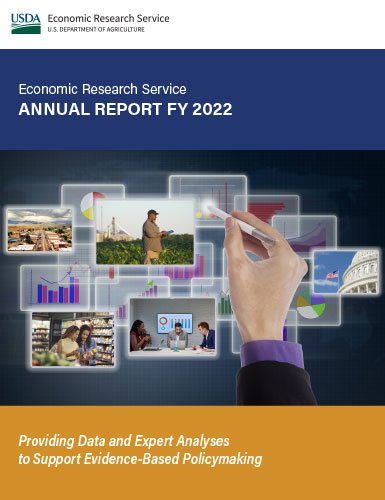 USDA
Economic Research Service
U.S. DEPARTMENT OF AGRICULTURE
Economic Research Service
ANNUAL REPORT FY 2022
Providing Data and Expert Analyses
to Support Evidence-Based Policymaking